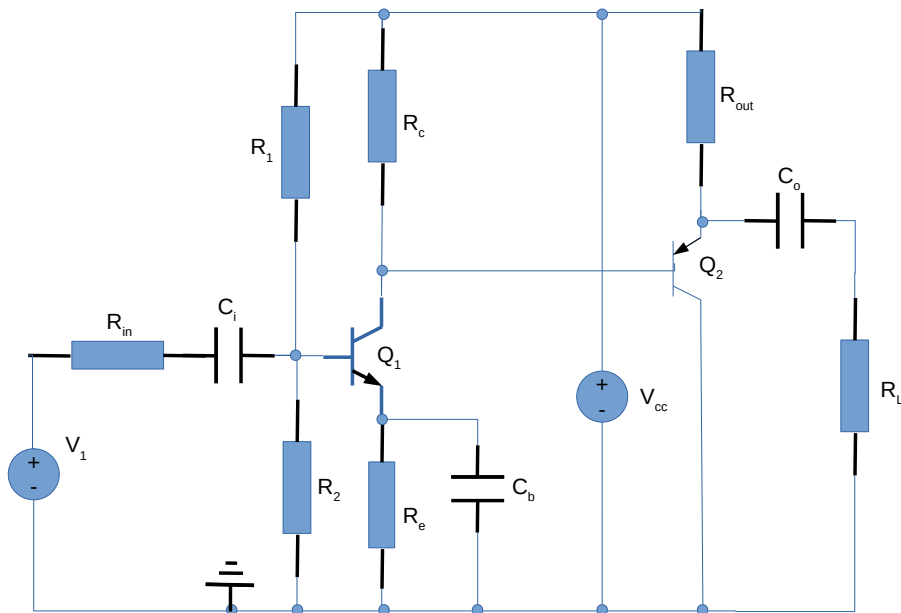 R1
Rc
Rout
Co
Q2
Ci
Rin
Q1
+
-
Vcc
RL
V1
+
-
R2
Re
Cb